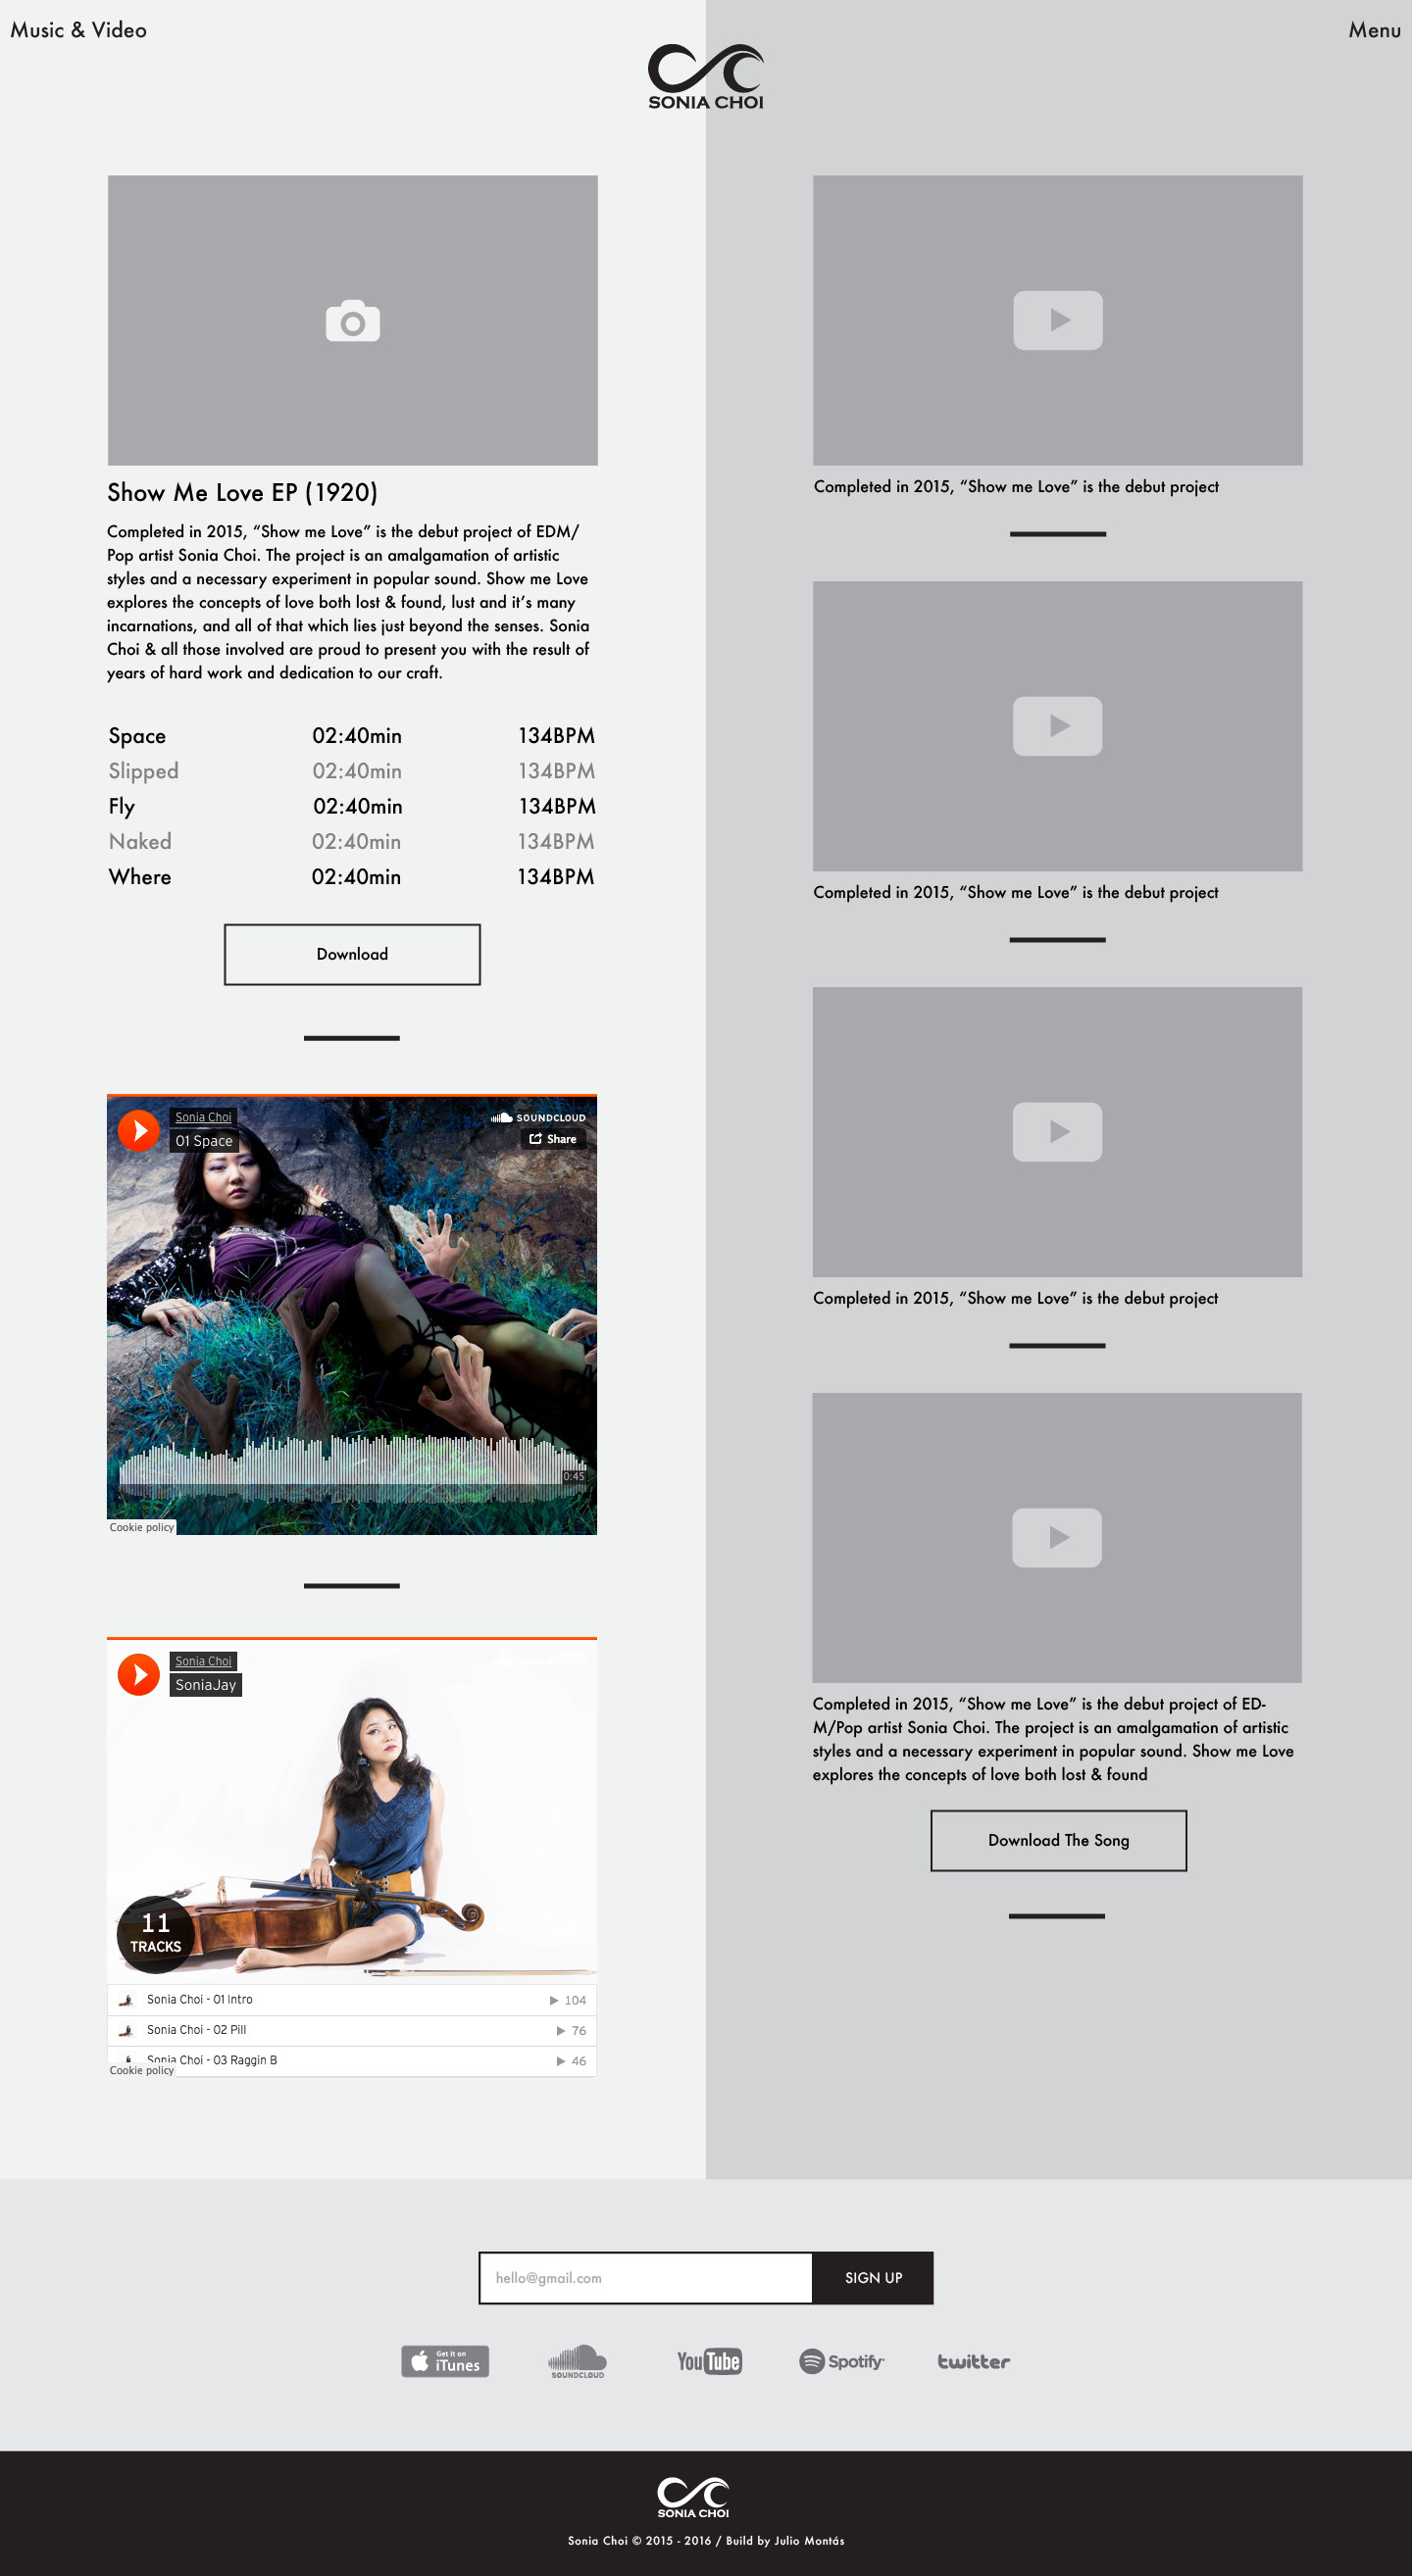 Music & Video
Menu
SONIA CHOI
Show Me Love EP (1920)
Completed in 2015, “Show me Love” is the debut project of EDM/
Pop artist Sonia Choi. The project is an amalgamation of artistic
styles and a necessary experiment in popular sound. Show me Love
explores the concepts of love both lost & found, lust and it’s many
incarnations, and all of that which lies just beyond the senses. Sonia
Choi & all those involved are proud to present you with the result of
years of hard work and dedication to our craft.
Space 02:40min 134BPM
Slipped 02:40min 134BPM
Fly 02:40min 134BPM
Naked 02:40min 134BPM
Where 02:40min 134BPM
Download
Sonia Choi
01 Space
SOUNDCLOUD
Share
0:45
Cookie policy
Sonia Choi
SoniaJay
SOUNDCLOUD
11
TRACKS
Sonia Choi - 01 Intro 104
Sonia Choi - 02 Pill 76
Sonia Choi - 03 Raggin B 46
Cookie policy
Completed in 2015, “Show me Love” is the debut project
Completed in 2015, “Show me Love” is the debut project
Completed in 2015, “Show me Love” is the debut project
Completed in 2015, “Show me Love” is the debut project of ED-
M/Pop artist Sonia Choi. The project is an amalgamation of artistic
styles and a necessary experiment in popular sound. Show me Love
explores the concepts of love both lost & found
Download The Song
hello@gmail.com
SIGN UP
Get it on
iTunes
SOUNDCLOUD
YouTube
Spotify
twitter
SONIA CHOI
Sonia Choi © 2015 - 2016 / Build by Julio Montás